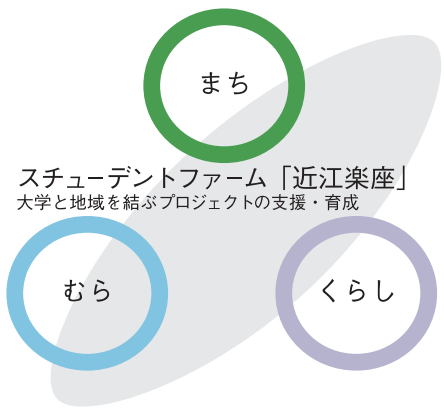 まち
スチューデントファーム「近江楽座」
大学と地域を結ぶプロジェクトの支援・育成
むら
くらし